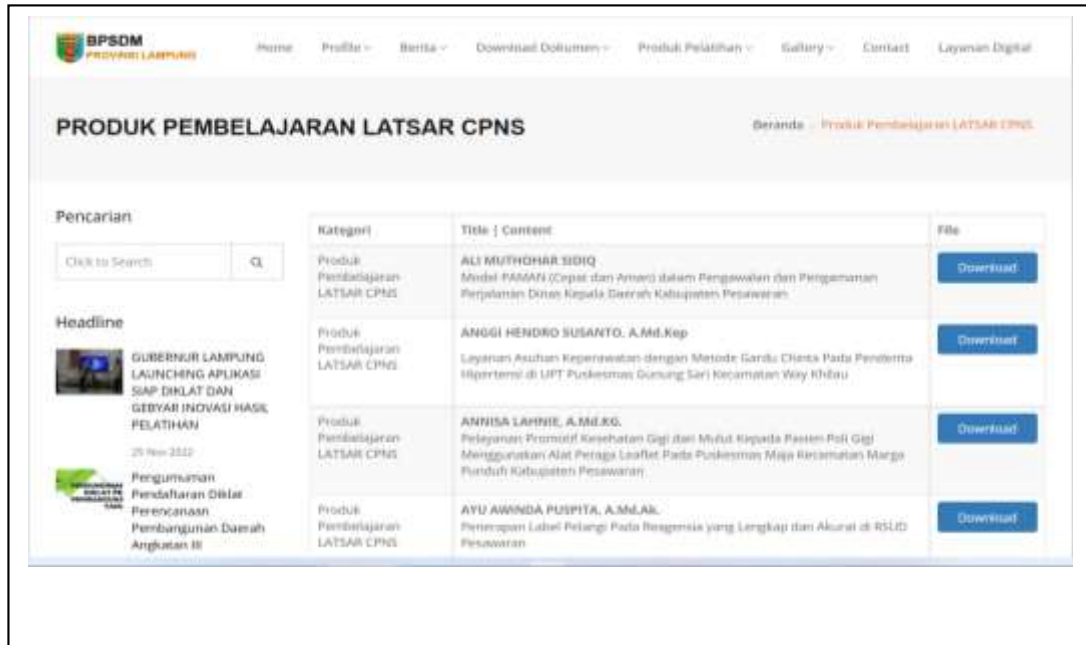 BPSDM
PROVINSI LAMPUNG
Home Profile Berita Download Dokumen Produk Pelatihan Gallery Contact Layanan Digital
PRODUK PEMBELAJARAN LATSAR CPNS
Beranda Produk Pembelajaran LATSAR CPNS
Pencarian
Click to Search
Headline
GUBERNUR LAMPUNG
LAUNCHING APLIKASI
SIAP DIKLAT DAN
GEBYAR INOVASI HASIL
PELATIHAN
25 Nov 2022
Pengumuman
Pendaftaran Diklat
Perencanaan
Pembangunan Daerah
Angkatan III
Kategori Title | Content File
Produk
Pembelajaran
LATSAR CPNS
ALI MUTHOHAR SIDIQ
Model PAMAN (Cepat dan Aman) dalam Pengawalan dan Pengamanan
Perjalanan Dinas Kepala Daerah Kabupaten Pesawaran
Download
Produk
Pembelajaran
LATSAR CPNS
ANGGI HENDRO SUSANTO, A.Md.Kep
Layanan Asuhan Keperawatan dengan Metode Gardu Chinta Pada Penderita
Hipertensi di UPT Puskesmas Gunung Sari Kecamatan Way Khilau
Download
Produk
Pembelajaran
LATSAR CPNS
ANNISA LAHNIE, A.Md.KG.
Pelayanan Promotif Kesehatan Gigi dan Mulut Kepada Pasien Poli Gigi
Menggunakan Alat Peraga Leaflet Pada Puskesmas Maja Kecamatan Marga
Punduh Kabupaten Pesawaran
Download
Produk
Pembelajaran
LATSAR CPNS
AYU AWINDA PUSPITA, A.Md.Ak.
Penerapan Label Pelangi Pada Reagensia yang Lengkap dan Akurat di RSUD
Pesawaran
Download